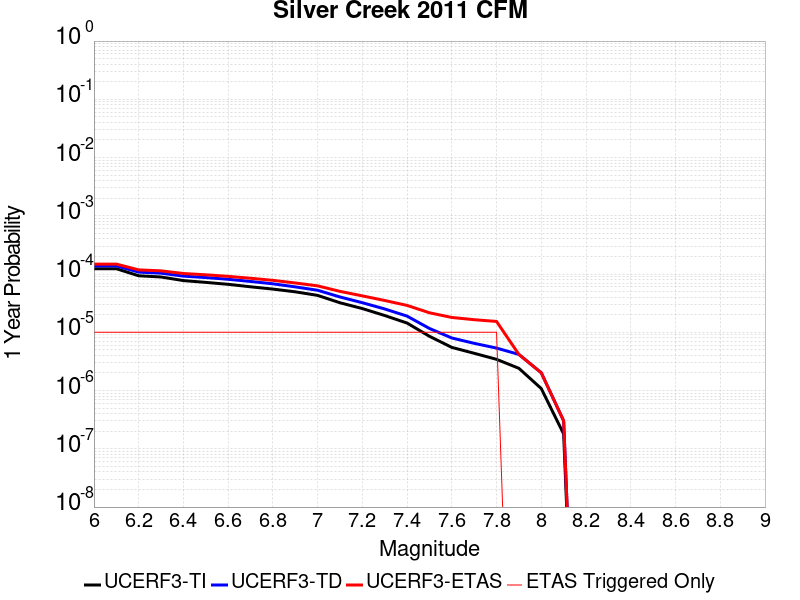 Silver Creek 2011 CFM
10^0
10^-1
10^-2
10^-3
10^-4
10^-5
10^-6
10^-7
10^-8
1 Year Probability
6 6.2 6.4 6.6 6.8 7 7.2 7.4 7.6 7.8 8 8.2 8.4 8.6 8.8 9
Magnitude
UCERF3-TI UCERF3-TD UCERF3-ETAS ETAS Triggered Only